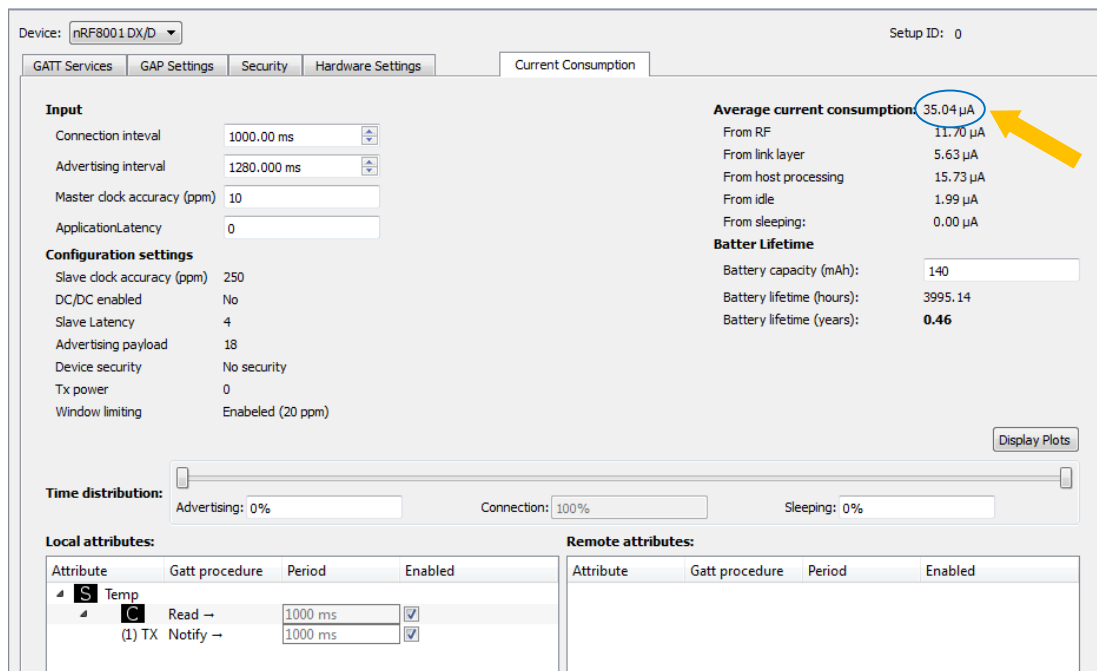 Device: nRF8001 DX/D
Setup ID: 0
GATT Services GAP Settings Security Hardware Settings Current Consumption
Input
Connection inteval 1000.00 ms
Advertising interval 1280.000 ms
Master clock accuracy (ppm) 10
ApplicationLatency 0
Configuration settings
Slave clock accuracy (ppm) 250
DC/DC enabled No
Slave Latency 4
Advertising payload 18
Device security No security
Tx power 0
Window limiting Enabeled (20 ppm)
Average current consumption: 35.04 µA
From RF 11.70 µA
From link layer 5.63 µA
From host processing 15.73 µA
From idle 1.99 µA
From sleeping: 0.00 µA
Batter Lifetime
Battery capacity (mAh): 140
Battery lifetime (hours): 3995.14
Battery lifetime (years): 0.46
Display Plots
Time distribution:
Advertising: 0% Connection: 100% Sleeping: 0%
Local attributes:
Attribute Gatt procedure Period Enabled
S Temp
C Read → 1000 ms
(1) TX Notify → 1000 ms
Remote attributes:
Attribute Gatt procedure Period Enabled